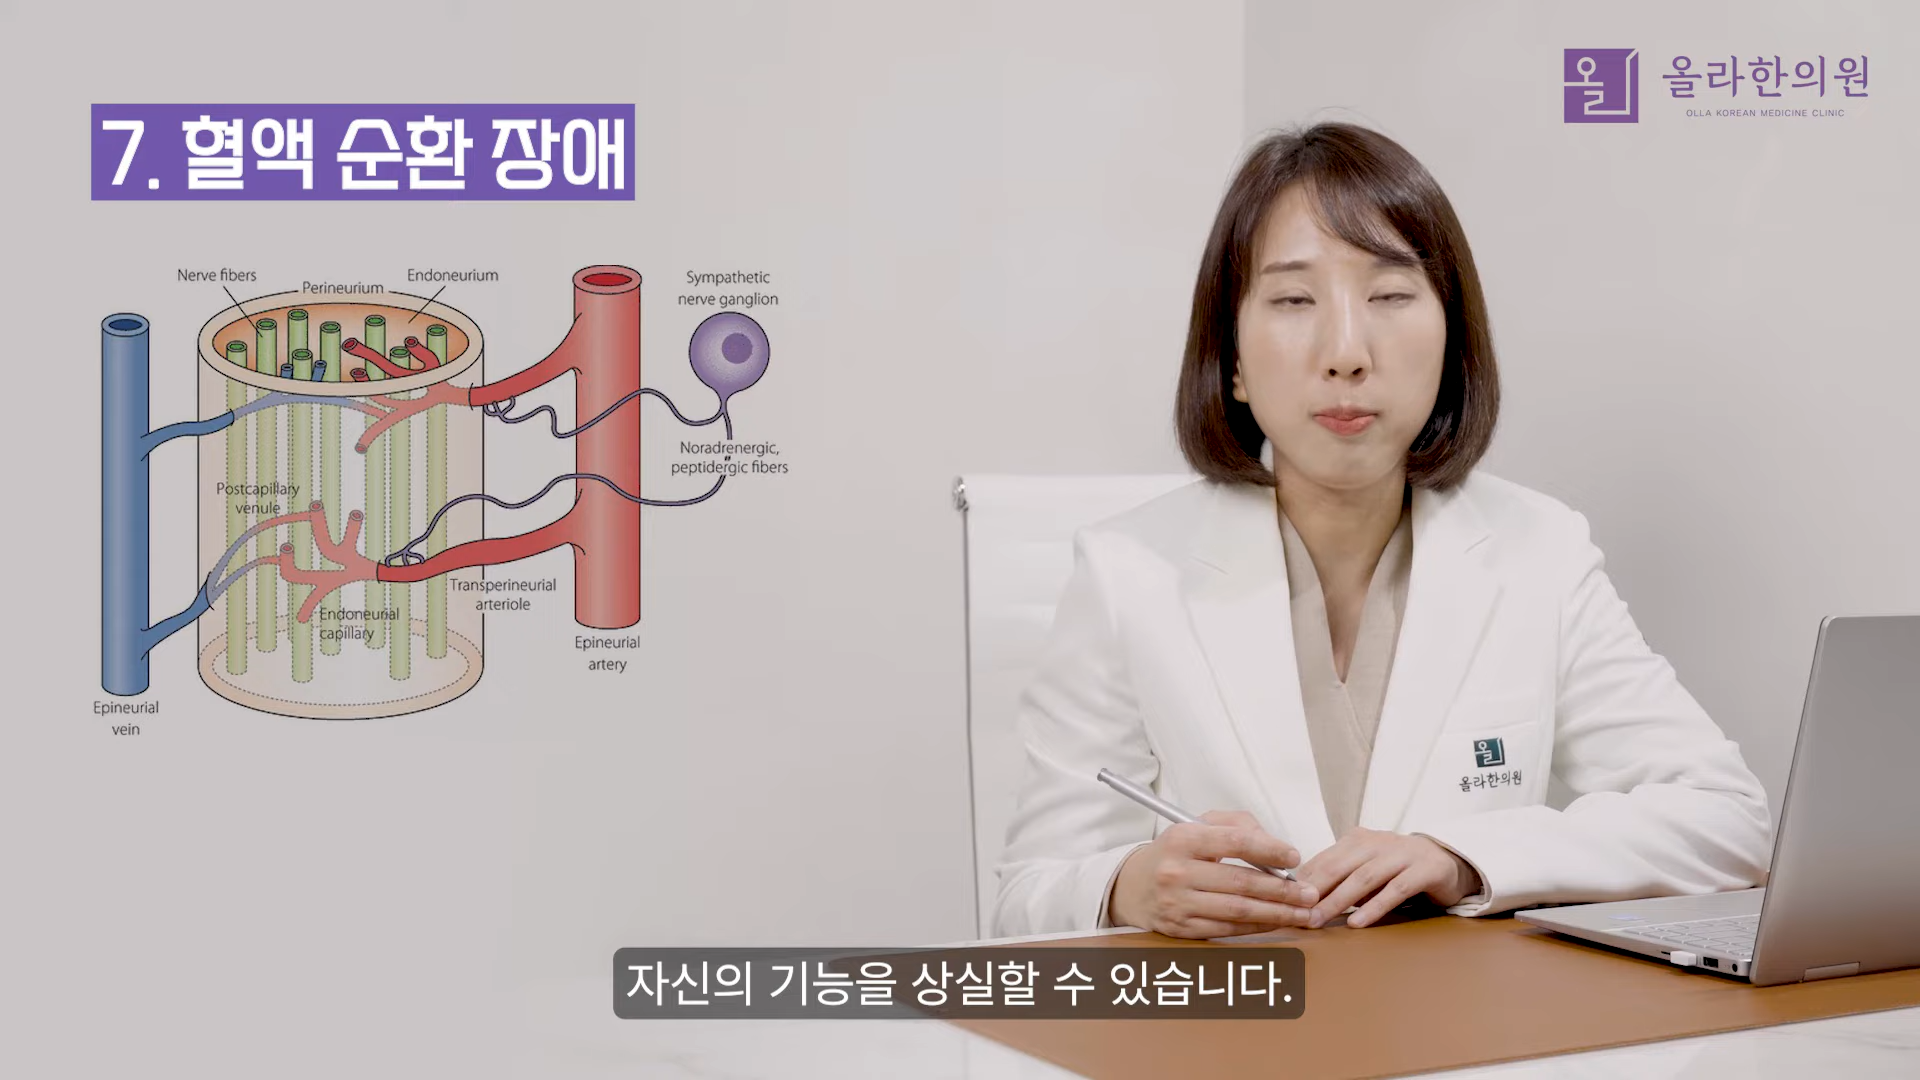 올라한의원
OLLA KOREAN MEDICINE CLINIC
7. 혈액 순환 장애
Nerve fibers
Perineurium
Endoneurium
Sympathetic
nerve ganglion
Noradrenergic,
peptidergic fibers
Postcapillary
venule
Transperineurial
arteriole
Endoneurial
capillary
Epineurial
artery
Epineurial
vein
올
올라한의원
자신의 기능을 상실할 수 있습니다.